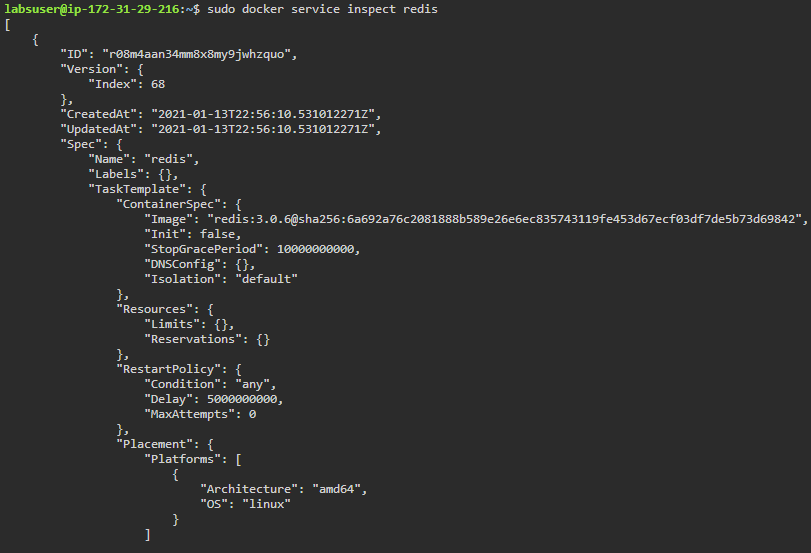 labsuser@ip-172-31-29-216:~$ sudo docker service inspect redis
[
    {
        "ID": "r08m4aan34mm8x8my9jwhzquo",
        "Version": {
            "Index": 68
        },
        "CreatedAt": "2021-01-13T22:56:10.531012271Z",
        "UpdatedAt": "2021-01-13T22:56:10.531012271Z",
        "Spec": {
            "Name": "redis",
            "Labels": {},
            "TaskTemplate": {
                "ContainerSpec": {
                    "Image": "redis:3.0.6@sha256:6a692a76c2081888b589e26e6ec835743119fe453d67ecf03df7de5b73d69842",
                    "Init": false,
                    "StopGracePeriod": 10000000000,
                    "DNSConfig": {},
                    "Isolation": "default"
                },
                "Resources": {
                    "Limits": {},
                    "Reservations": {}
                },
                "RestartPolicy": {
                    "Condition": "any",
                    "Delay": 5000000000,
                    "MaxAttempts": 0
                },
                "Placement": {
                    "Platforms": [
                        {
                            "Architecture": "amd64",
                            "OS": "linux"
                        }
                    ]